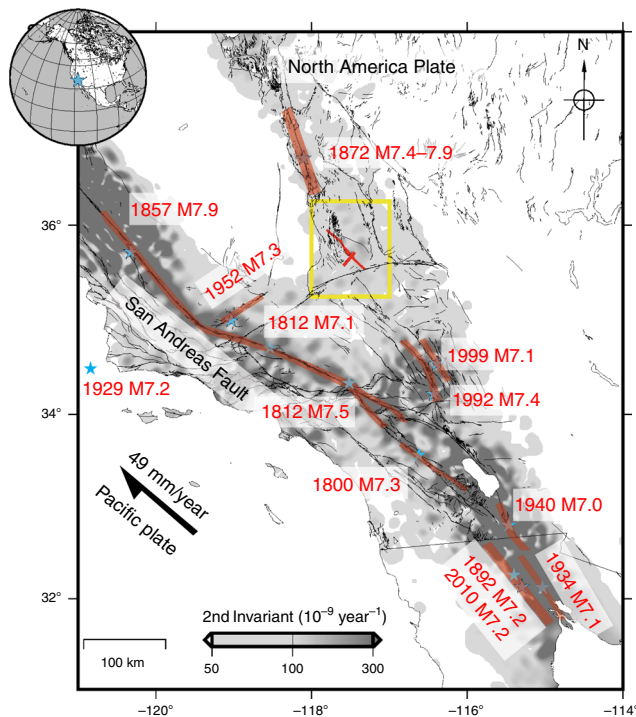 North America Plate
N
1872 M7.4–7.9
36°
1857 M7.9
1952 M7.3
San Andreas Fault
1812 M7.1
1999 M7.1
1929 M7.2
1992 M7.4
34°
1812 M7.5
49 mm/year
Pacific plate
1800 M7.3
1940 M7.0
1892 M7.2
2010 M7.2
1934 M7.1
32°
2nd Invariant (10⁻⁹ year⁻¹)
50 100 300
100 km
−120° −118° −116° −114°